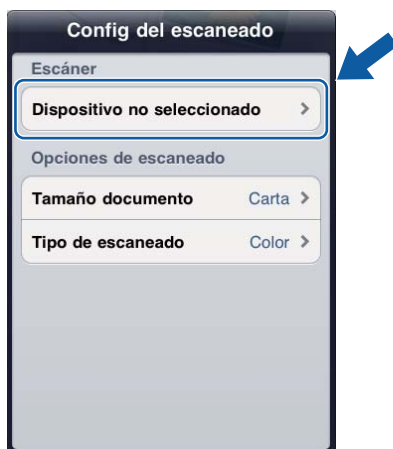 Config del escaneado
Escáner
Dispositivo no seleccionado
Opciones de escaneado
Tamaño documento Carta
Tipo de escaneado Color